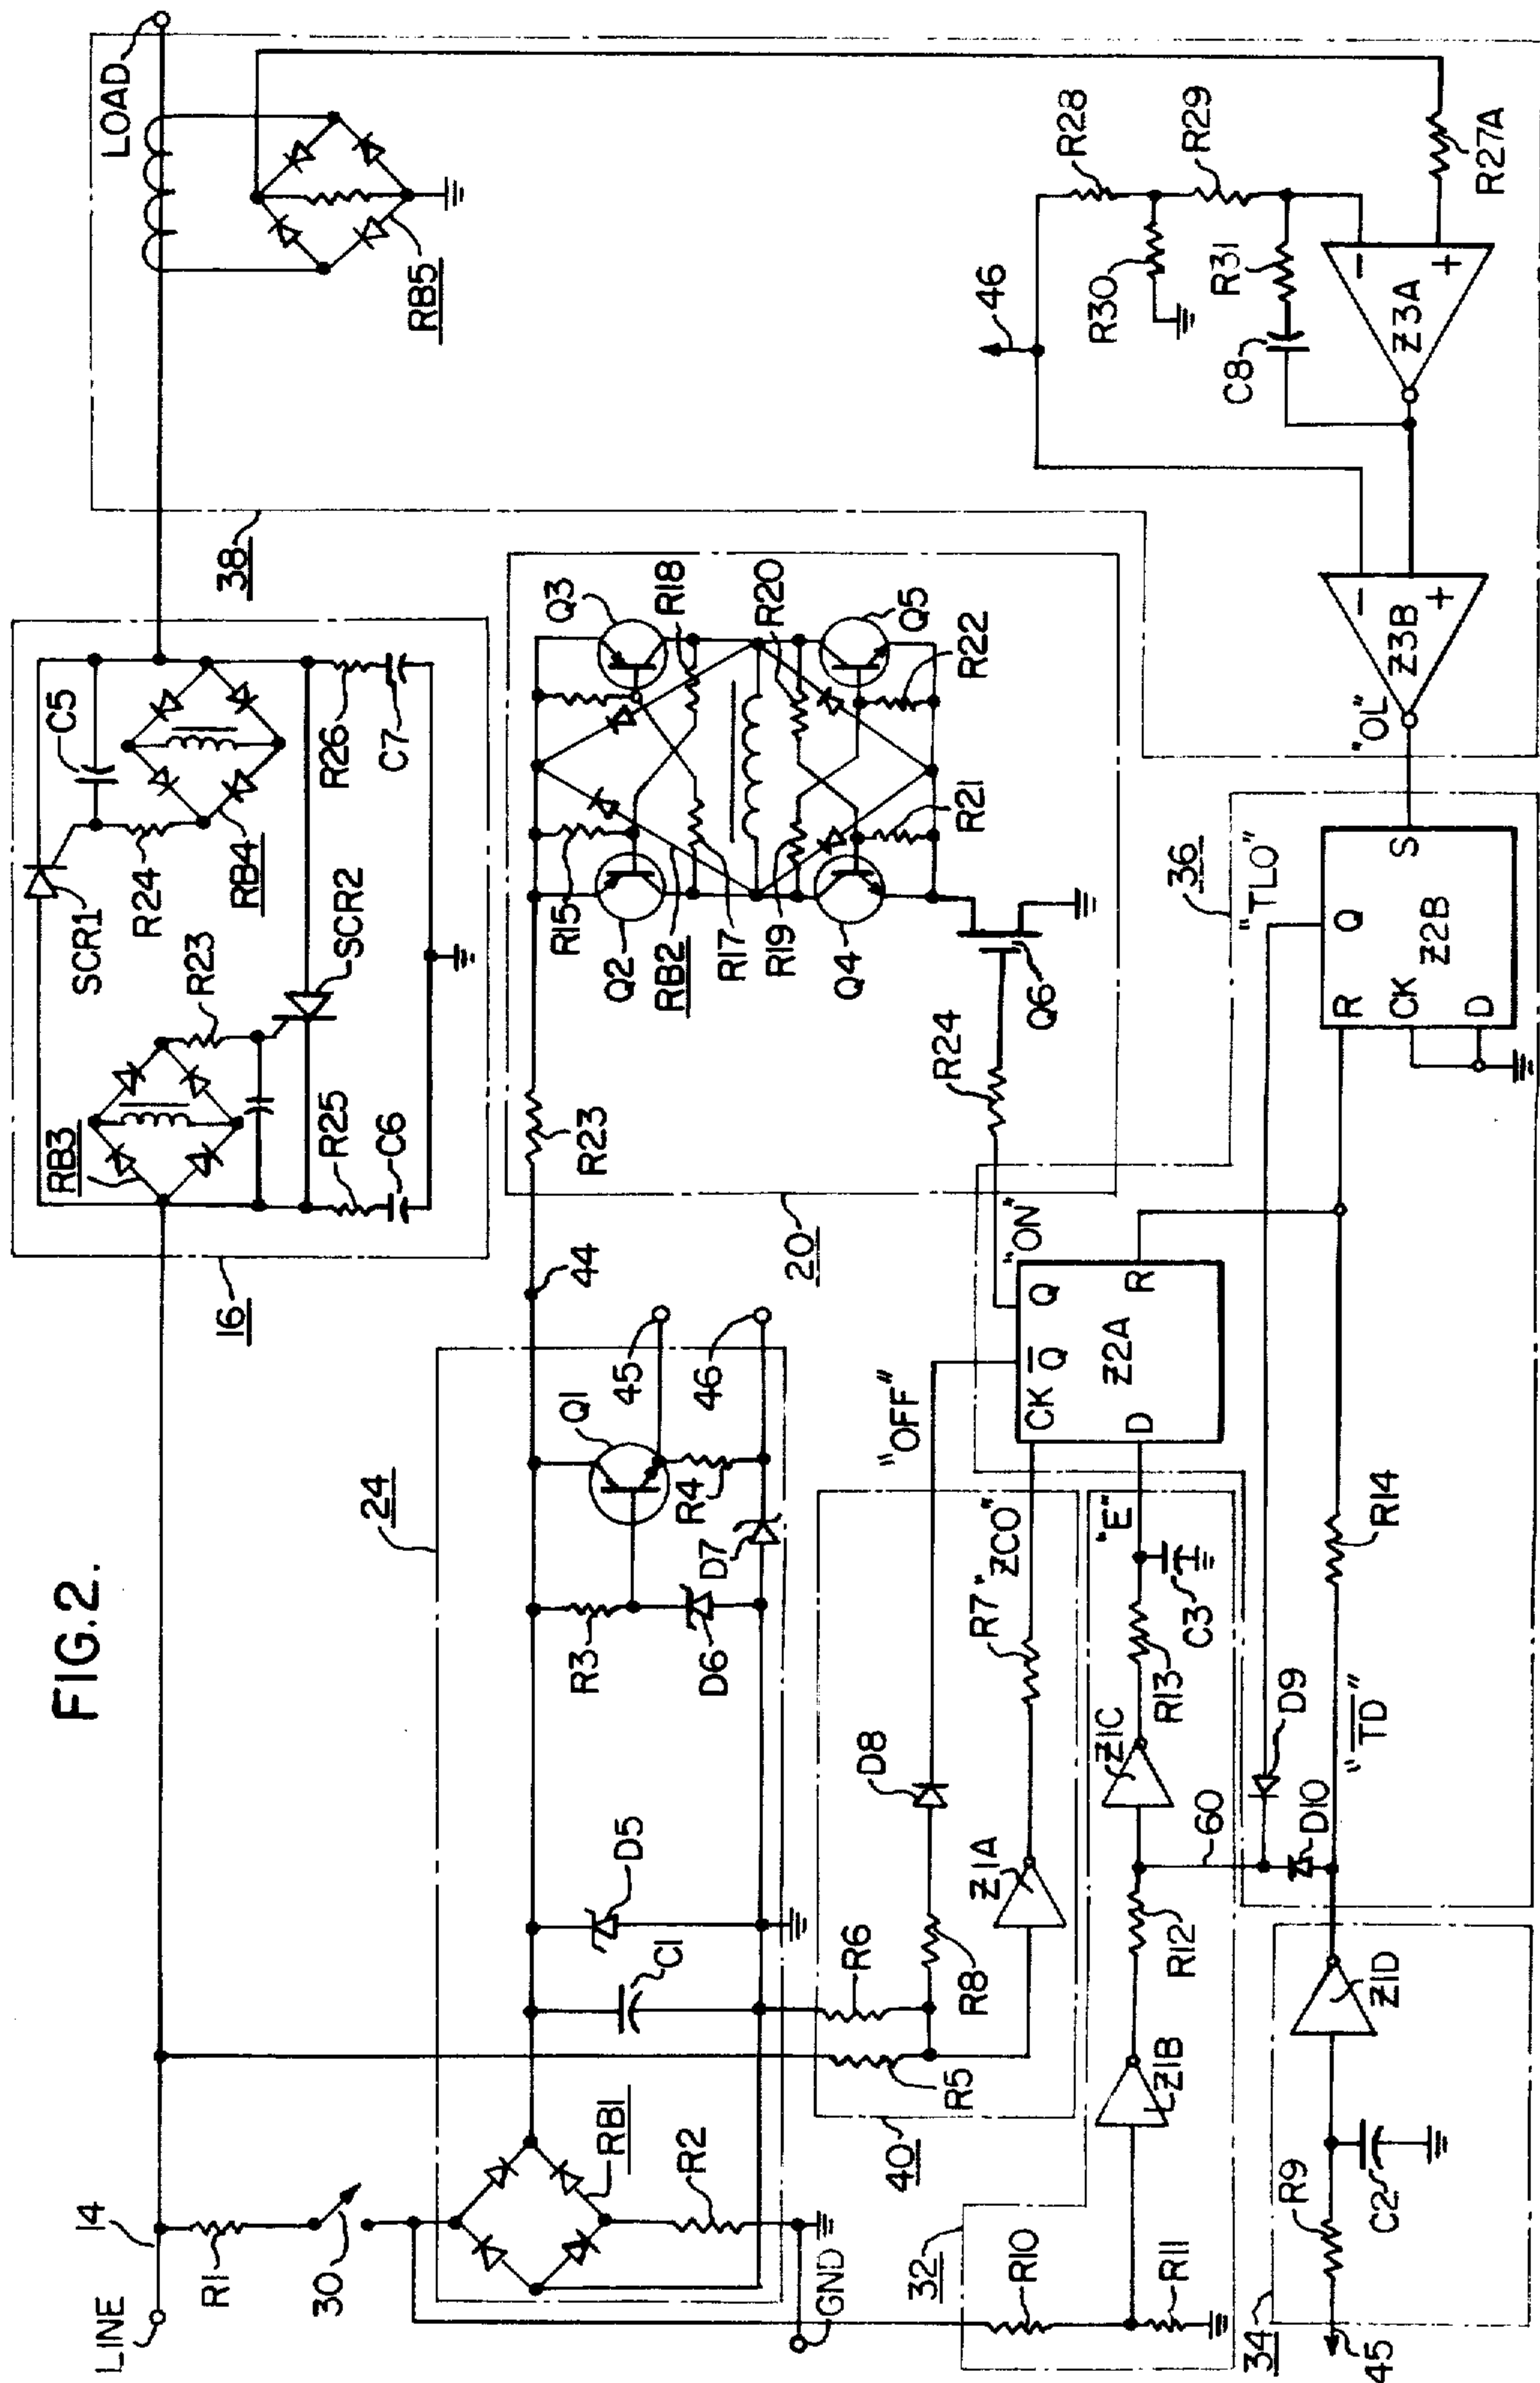 FIG.2.
LINE
14
R1
30
GND
LOAD
16
RB3
R23
SCR1
R24
C5
RB4
SCR2
R25
C6
R26
C7
38
RB5
24
RB1
R2
C1
D5
R3
D6
Q1
R4
D7
45
46
44
R23
20
R15
Q2
RB2
R17
R19
Q4
R21
Q3
R18
R20
Q5
R22
Q6
R24
46
R28
R30
R29
R31
C8
Z3A
-
+
R27A
Z3B
-
+
"OL"
40
R5
R6
R8
D8
Z1A
R7
"ZCO"
"OFF"
"ON"
CK
Q
Q
Z2A
D
R
32
R10
R11
Z1B
R12
Z1C
R13
C3
"E"
60
D9
D10
"TD"
R14
36
"TLO"
R
Q
S
CK
Z2B
D
34
45
R9
C2
Z1D